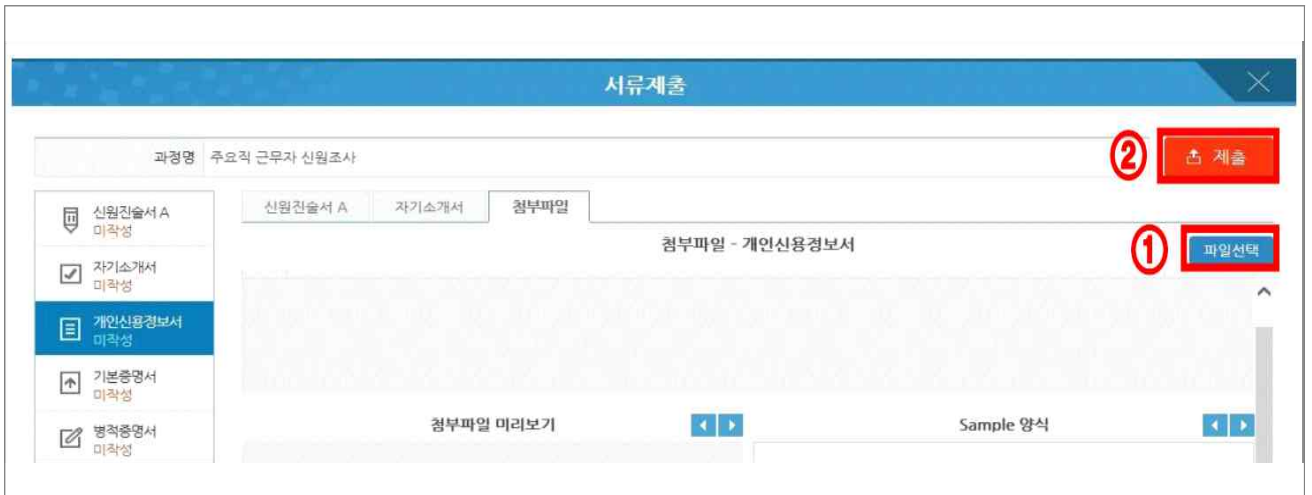 서류제출
과정명 주요직 근무자 신원조사
② 제출
신원진술서 A
미작성
자기소개서
미작성
개인신용정보서
미작성
기본증명서
미작성
병적증명서
미작성
신원진술서 A 자기소개서 첨부파일
첨부파일 - 개인신용정보서
① 파일선택
첨부파일 미리보기
Sample 양식